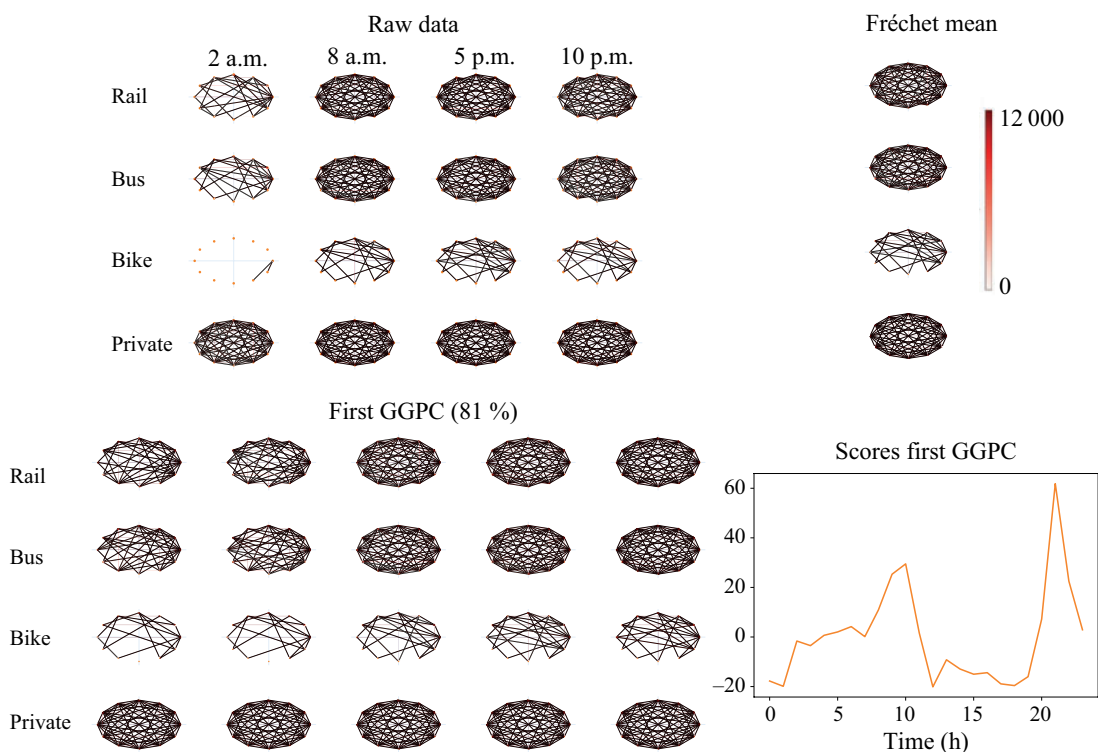 Raw data
Fréchet mean
2 a.m. 8 a.m. 5 p.m. 10 p.m.
Rail
12 000
Bus
Bike
0
Private
First GGPC (81 %)
Rail
Scores first GGPC
60
40
Bus
20
Bike
0
−20
Private
0 5 10 15 20
Time (h)